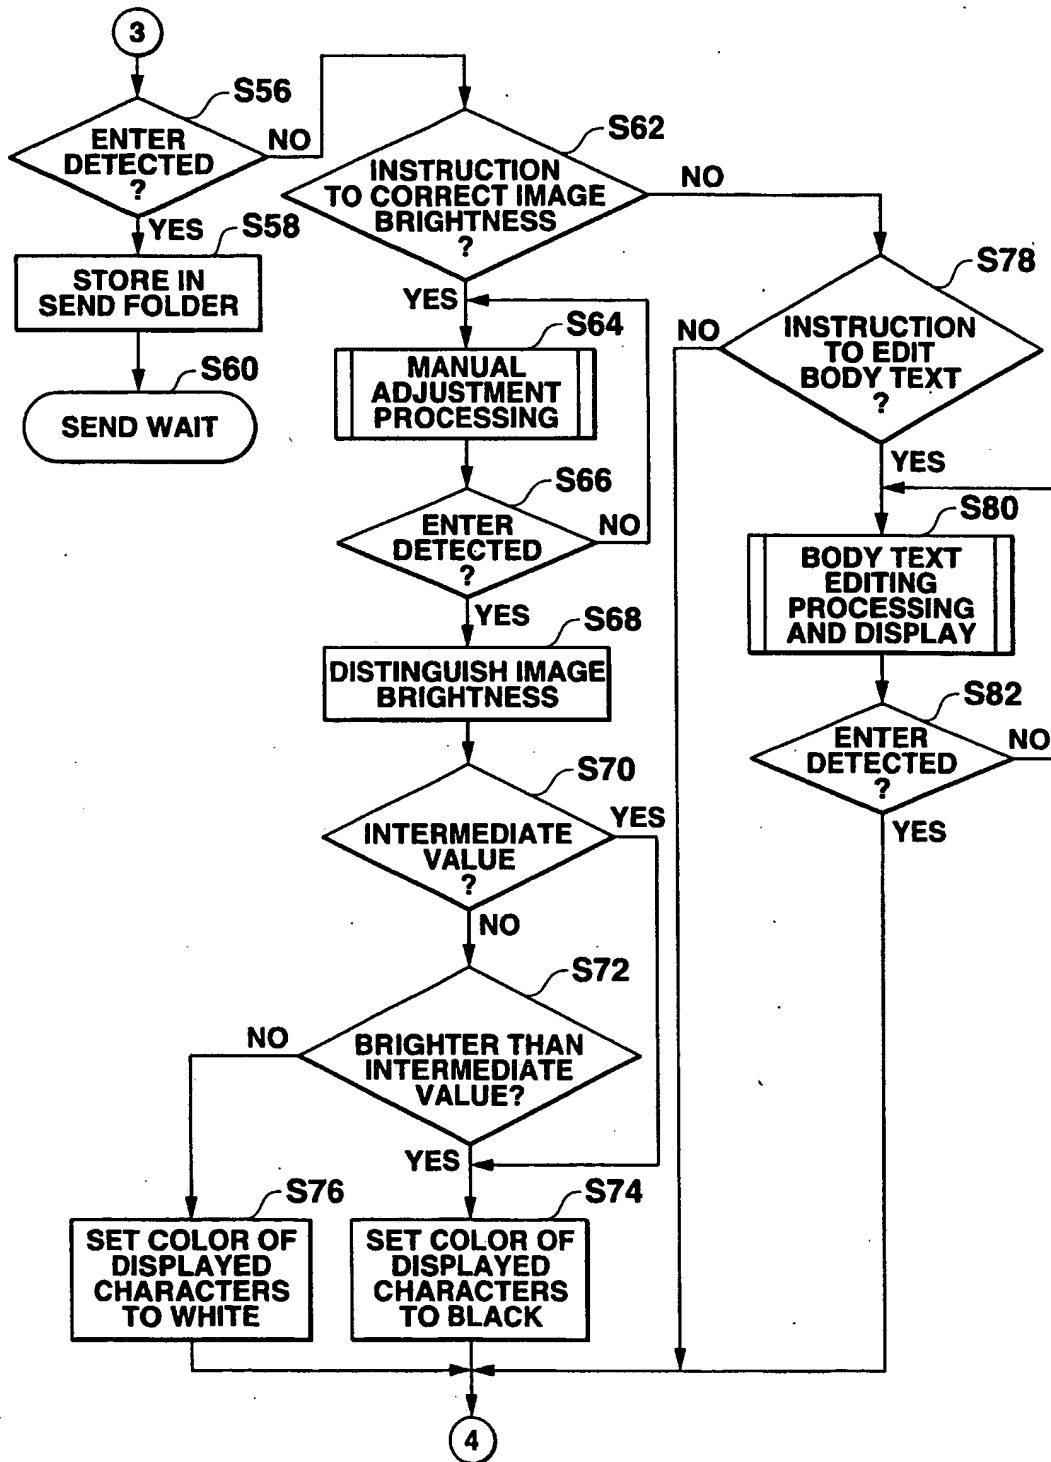 3
S56
ENTER
DETECTED
?
NO
YES
S58
STORE IN
SEND FOLDER
S60
SEND WAIT
S62
INSTRUCTION
TO CORRECT IMAGE
BRIGHTNESS
?
NO
YES
S64
MANUAL
ADJUSTMENT
PROCESSING
S66
ENTER
DETECTED
?
NO
YES
S68
DISTINGUISH IMAGE
BRIGHTNESS
S70
INTERMEDIATE
VALUE
?
YES
NO
S72
BRIGHTER THAN
INTERMEDIATE
VALUE?
NO
YES
S76
SET COLOR OF
DISPLAYED
CHARACTERS
TO WHITE
S74
SET COLOR OF
DISPLAYED
CHARACTERS
TO BLACK
S78
INSTRUCTION
TO EDIT
BODY TEXT
?
NO
YES
S80
BODY TEXT
EDITING
PROCESSING
AND DISPLAY
S82
ENTER
DETECTED
?
NO
YES
4